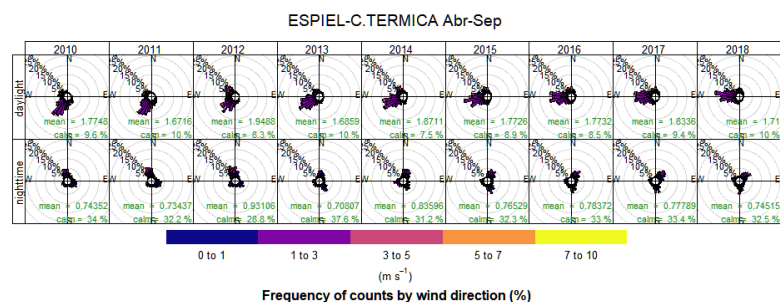 ESPIEL-C.TERMICA Abr-Sep
2010 2011 2012 2013 2014 2015 2016 2017 2018
daylight
mean = 1.7748 mean = 1.6716 mean = 1.9488 mean = 1.6859 mean = 1.8711 mean = 1.7726 mean = 1.7732 mean = 1.8336 mean = 1.71
calm = 9.6 % calm = 10 % calm = 8.3 % calm = 10 % calm = 7.5 % calm = 8.9 % calm = 8.5 % calm = 9.4 % calm = 10 %
nighttime
mean = 0.74352 mean = 0.73437 mean = 0.93106 mean = 0.70807 mean = 0.83596 mean = 0.76529 mean = 0.78372 mean = 0.77789 mean = 0.74515
calm = 34 % calm = 32.2 % calm = 28.8 % calm = 37.6 % calm = 31.2 % calm = 32.3 % calm = 33 % calm = 33.4 % calm = 32.5 %
0 to 1 1 to 3 3 to 5 5 to 7 7 to 10
(m s⁻¹)
Frequency of counts by wind direction (%)